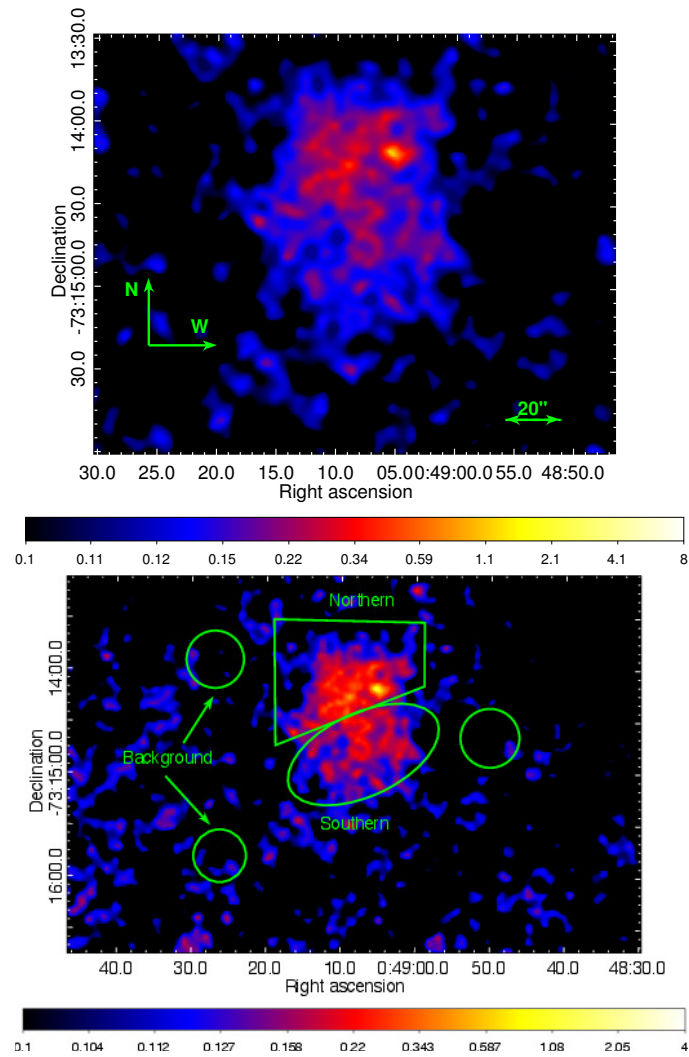 13:30.0
14:00.0
30.0
-73:15:00.0
30.0
Declination
N
W
20"
30.0 25.0 20.0 15.0 10.0 05.0 0:49:00.0 55.0 48:50.0
Right ascension
0.1 0.11 0.12 0.15 0.22 0.34 0.59 1.1 2.1 4.1 8
Northern
14:00.0
-73:15:00.0
16:00.0
Declination
Background
Southern
40.0 30.0 20.0 10.0 0:49:00.0 50.0 40.0 48:30.0
Right ascension
0.1 0.104 0.112 0.127 0.158 0.22 0.343 0.587 1.08 2.05 4